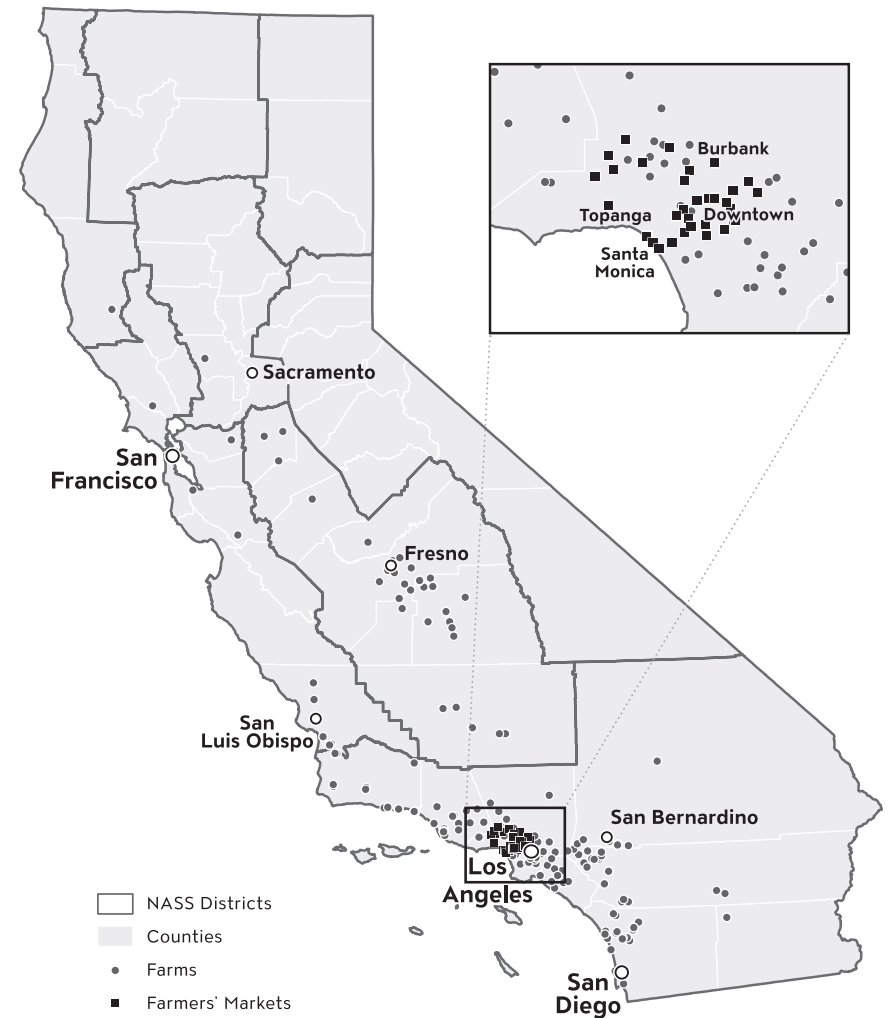 Burbank
Topanga
Downtown
Santa
Monica
Sacramento
San
Francisco
Fresno
San
Luis Obispo
San Bernardino
Los
Angeles
San
Diego
NASS Districts
Counties
Farms
Farmers' Markets